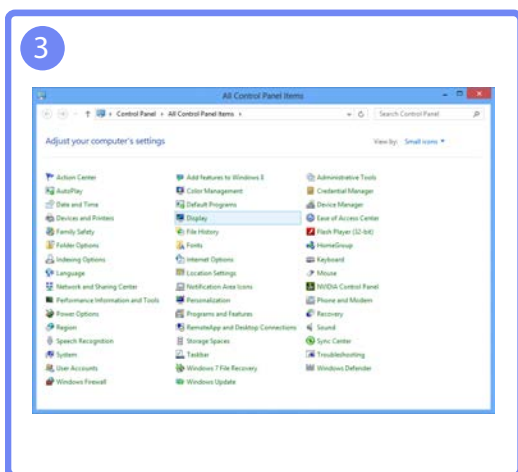 3
All Control Panel Items
Control Panel All Control Panel Items Search Control Panel
Adjust your computer's settings View by: Small icons
Action Center Add features to Windows 8 Administrative Tools
AutoPlay Color Management Credential Manager
Date and Time Default Programs Device Manager
Devices and Printers Display Ease of Access Center
Family Safety File History Flash Player (32-bit)
Folder Options Fonts HomeGroup
Indexing Options Internet Options Keyboard
Language Location Settings Mouse
Network and Sharing Center Notification Area Icons NVIDIA Control Panel
Performance Information and Tools Personalization Phone and Modem
Power Options Programs and Features Recovery
Region RemoteApp and Desktop Connections Sound
Speech Recognition Storage Spaces Sync Center
System Taskbar Troubleshooting
User Accounts Windows 7 File Recovery Windows Defender
Windows Firewall Windows Update